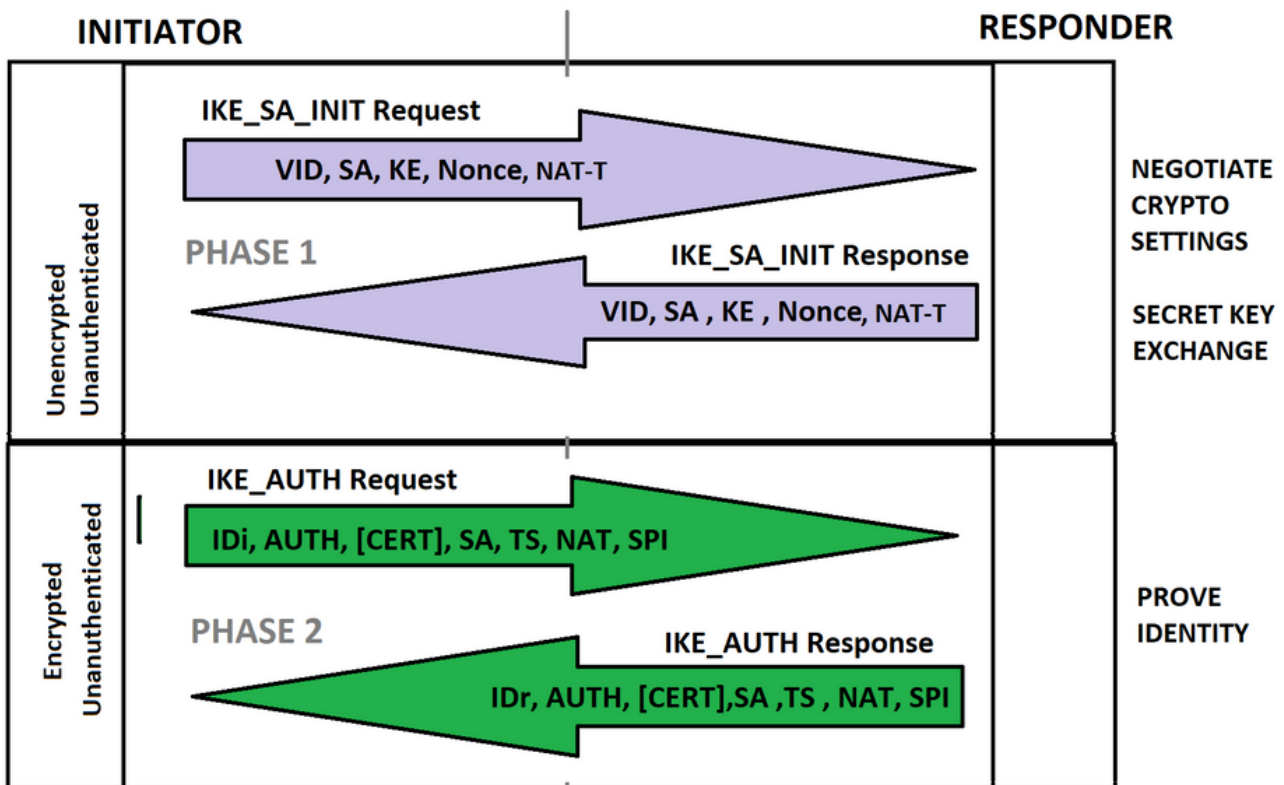 INITIATOR
RESPONDER
IKE_SA_INIT Request
VID, SA, KE, Nonce, NAT-T
PHASE 1
IKE_SA_INIT Response
VID, SA , KE , Nonce, NAT-T
Unencrypted
Unanuthenticated
NEGOTIATE
CRYPTO
SETTINGS
SECRET KEY
EXCHANGE
IKE_AUTH Request
IDi, AUTH, [CERT], SA, TS, NAT, SPI
PHASE 2
IKE_AUTH Response
IDr, AUTH, [CERT],SA ,TS , NAT, SPI
Encrypted
Unanuthenticated
PROVE
IDENTITY